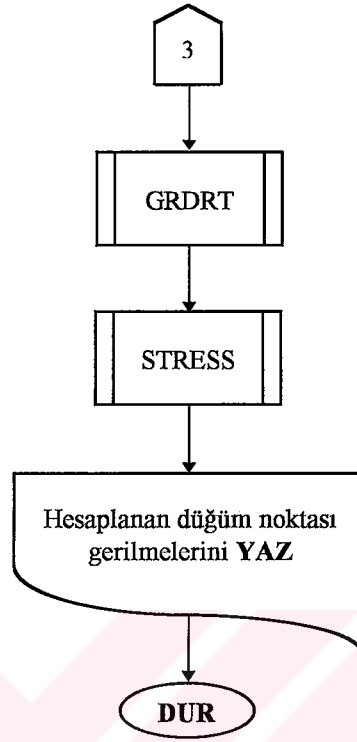 3
GRDRT
STRESS
Hesaplanan düğüm noktası
gerilmelerini YAZ
DUR